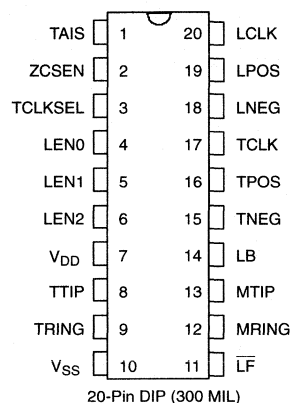 TAIS 1 20 LCLK
ZCSEN 2 19 LPOS
TCLKSEL 3 18 LNEG
LEN0 4 17 TCLK
LEN1 5 16 TPOS
LEN2 6 15 TNEG
VDD 7 14 LB
TTIP 8 13 MTIP
TRING 9 12 MRING
VSS 10 11 L̅F̅
20-Pin DIP (300 MIL)